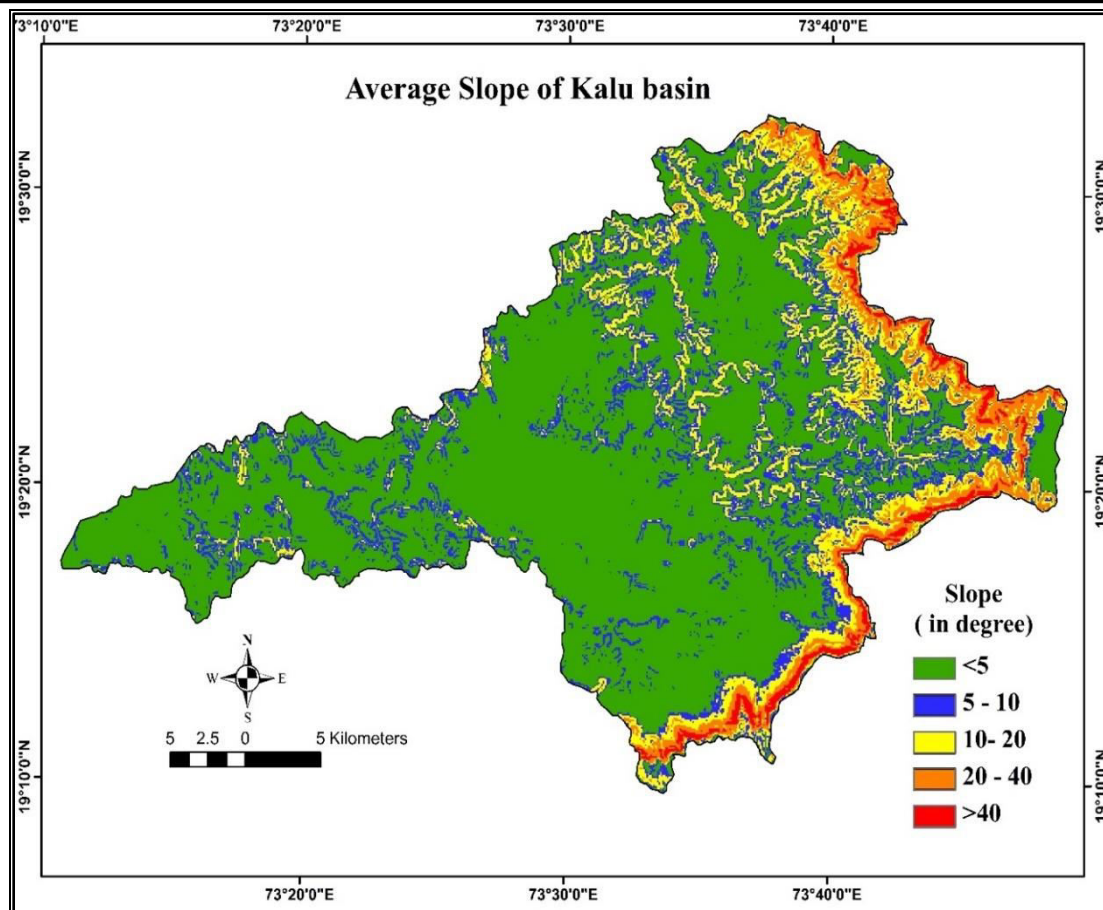 73°10'0"E 73°20'0"E 73°30'0"E 73°40'0"E
Average Slope of Kalu basin
19°30'0"N 19°30'0"N
19°20'0"N 19°20'0"N
Slope
( in degree)
<5
5 - 10
10- 20
20 - 40
>40
N
W E
S
5 2.5 0 5 Kilometers
19°10'0"N 19°10'0"N
73°20'0"E 73°30'0"E 73°40'0"E